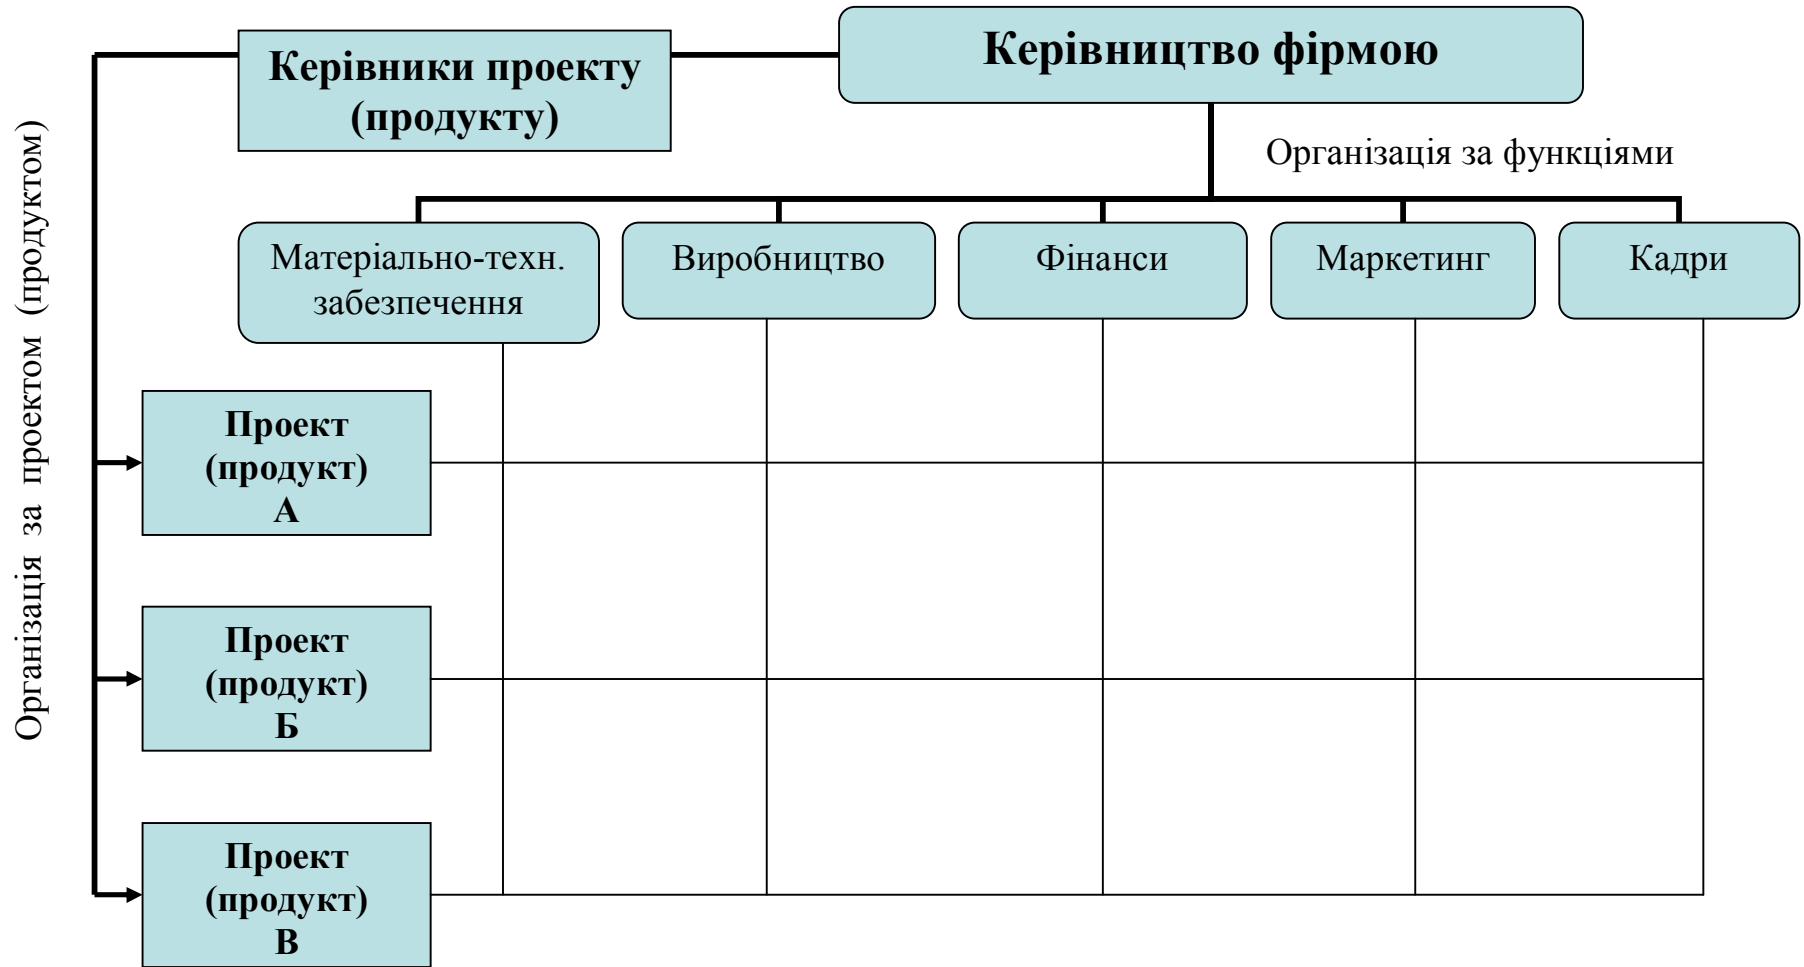 Керівництво фірмою
Керівники проекту
(продукту)
Організація за функціями
Матеріально-техн.
забезпечення
Виробництво
Фінанси
Маркетинг
Кадри
Організація за проектом (продуктом)
Проект
(продукт)
А
Проект
(продукт)
Б
Проект
(продукт)
В